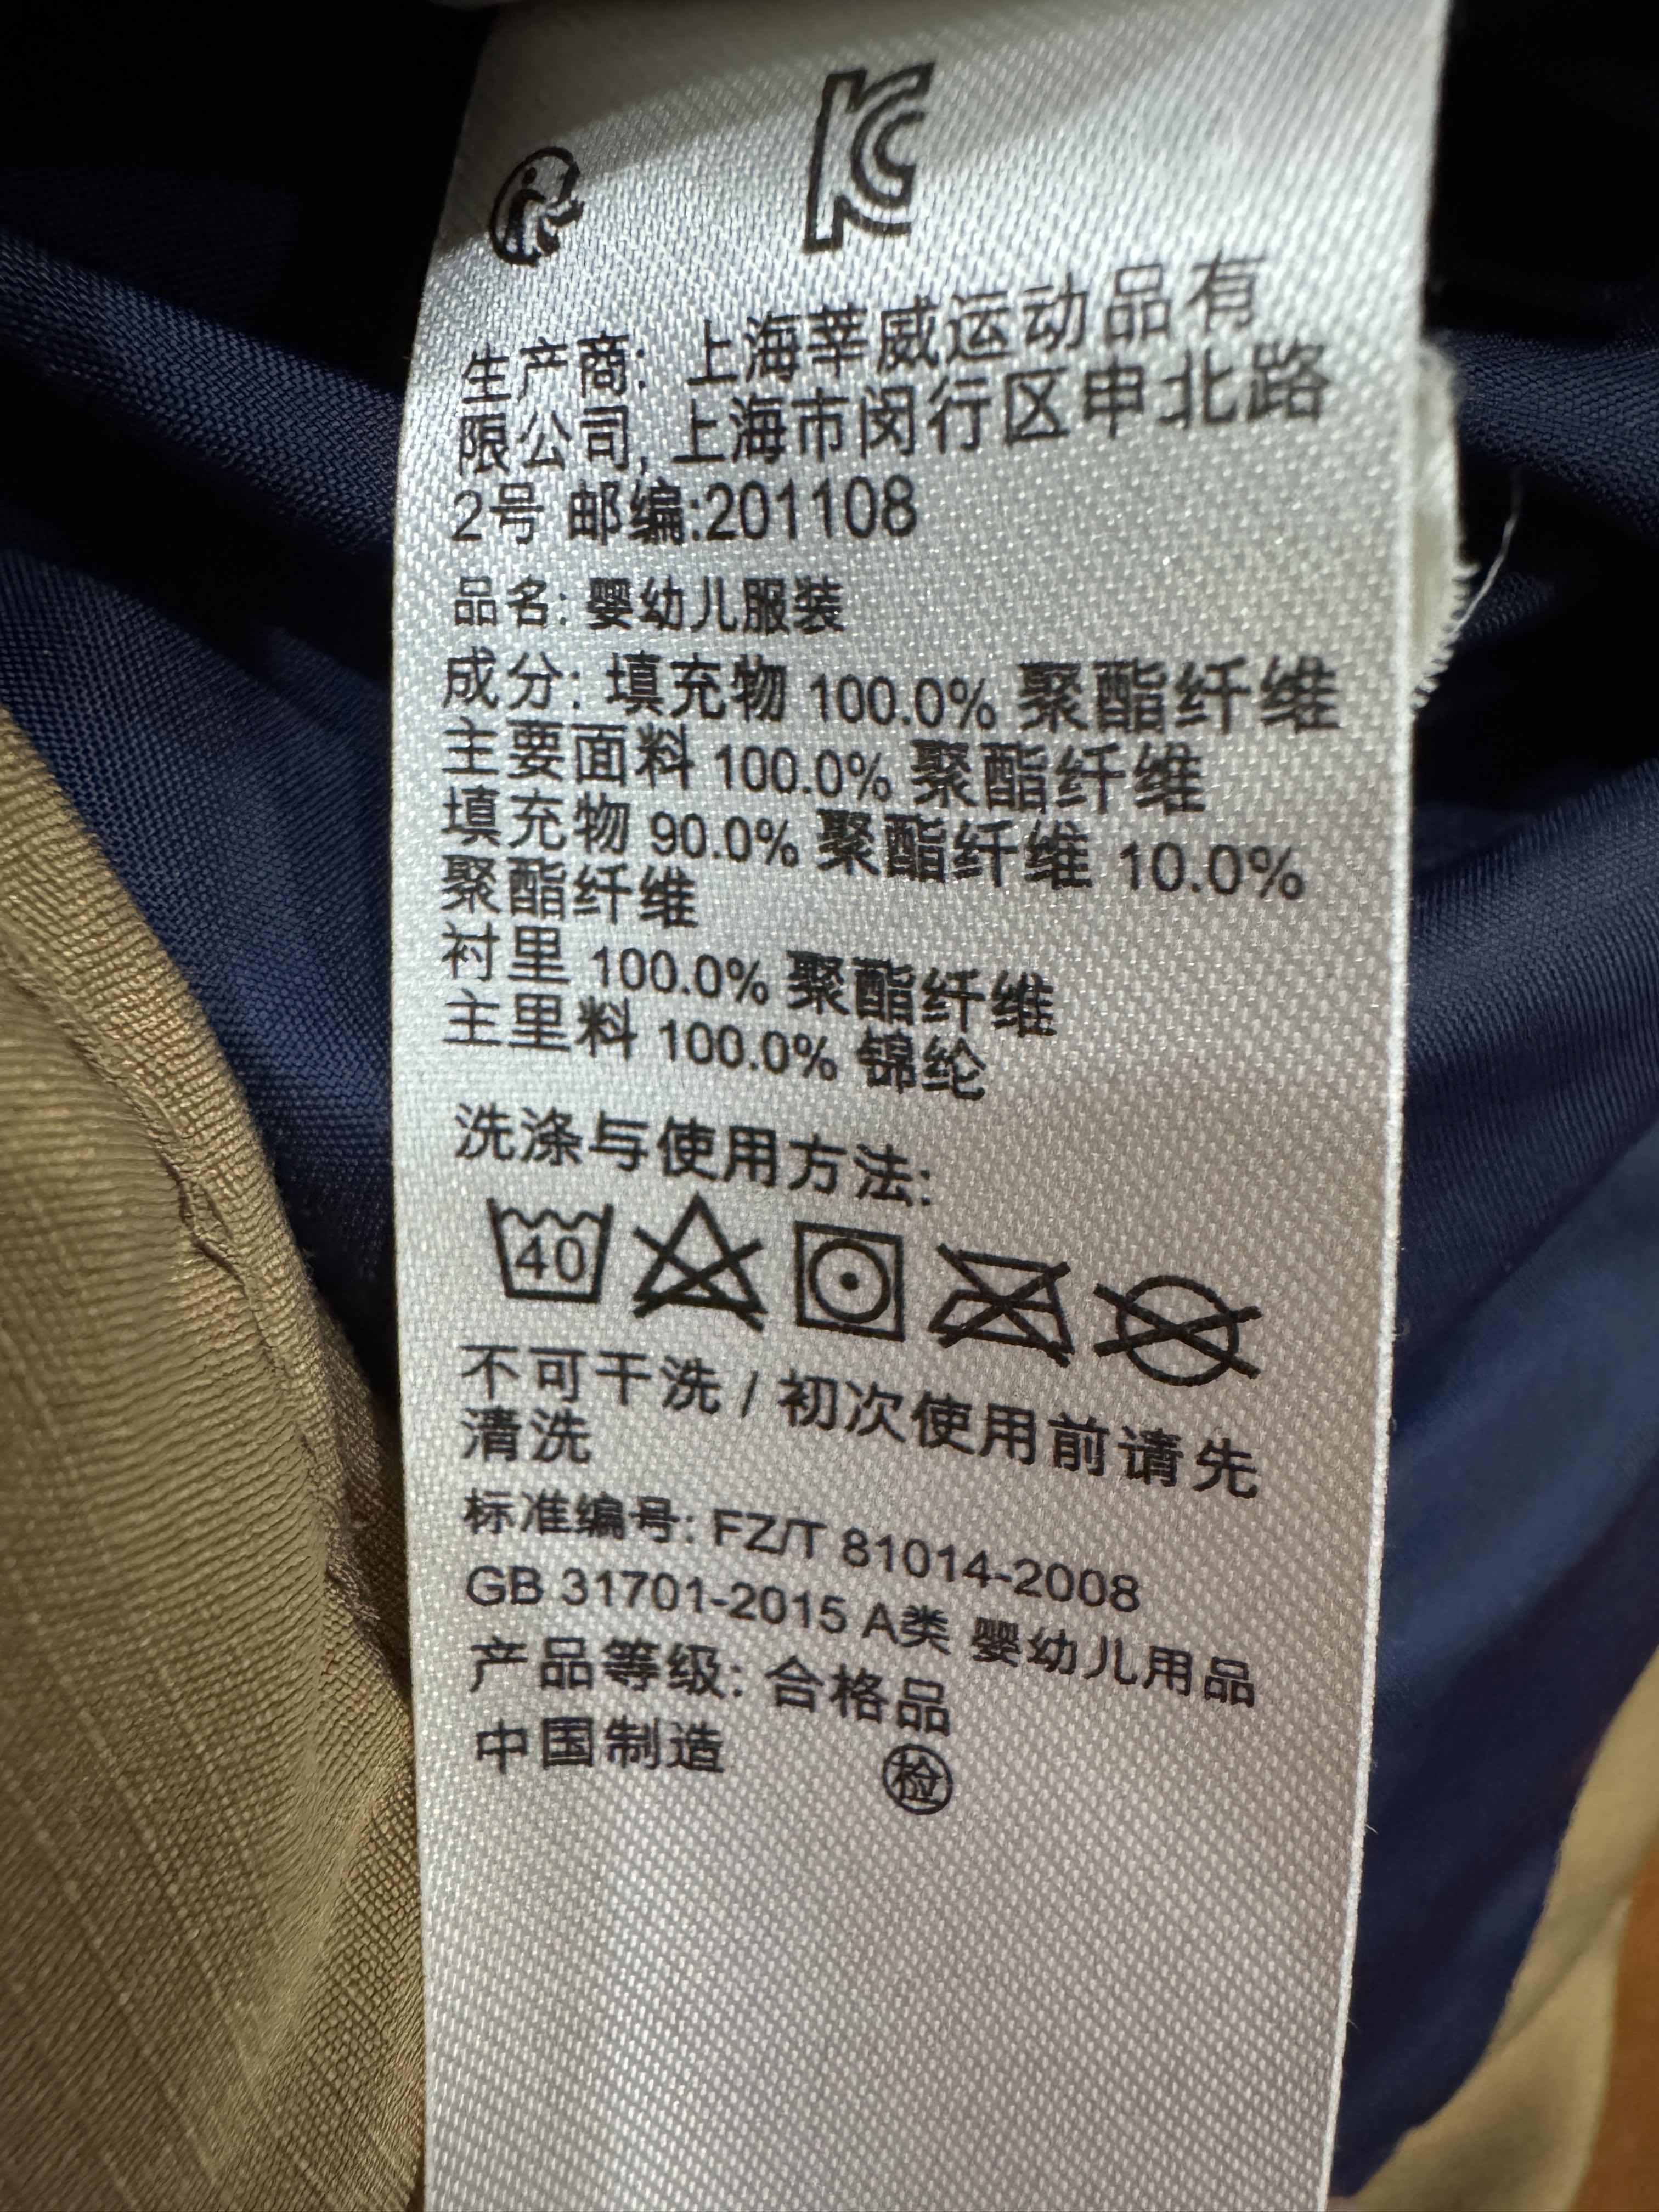 KC
生产商: 上海莘威运动品有
限公司, 上海市闵行区申北路
2号 邮编:201108
品名: 婴幼儿服装
成分: 填充物 100.0% 聚酯纤维
主要面料 100.0% 聚酯纤维
填充物 90.0% 聚酯纤维 10.0%
聚酯纤维
衬里 100.0% 聚酯纤维
主里料 100.0% 锦纶
洗涤与使用方法:
40
不可干洗 / 初次使用前请先
清洗
标准编号: FZ/T 81014-2008
GB 31701-2015 A类 婴幼儿用品
产品等级: 合格品
中国制造 检